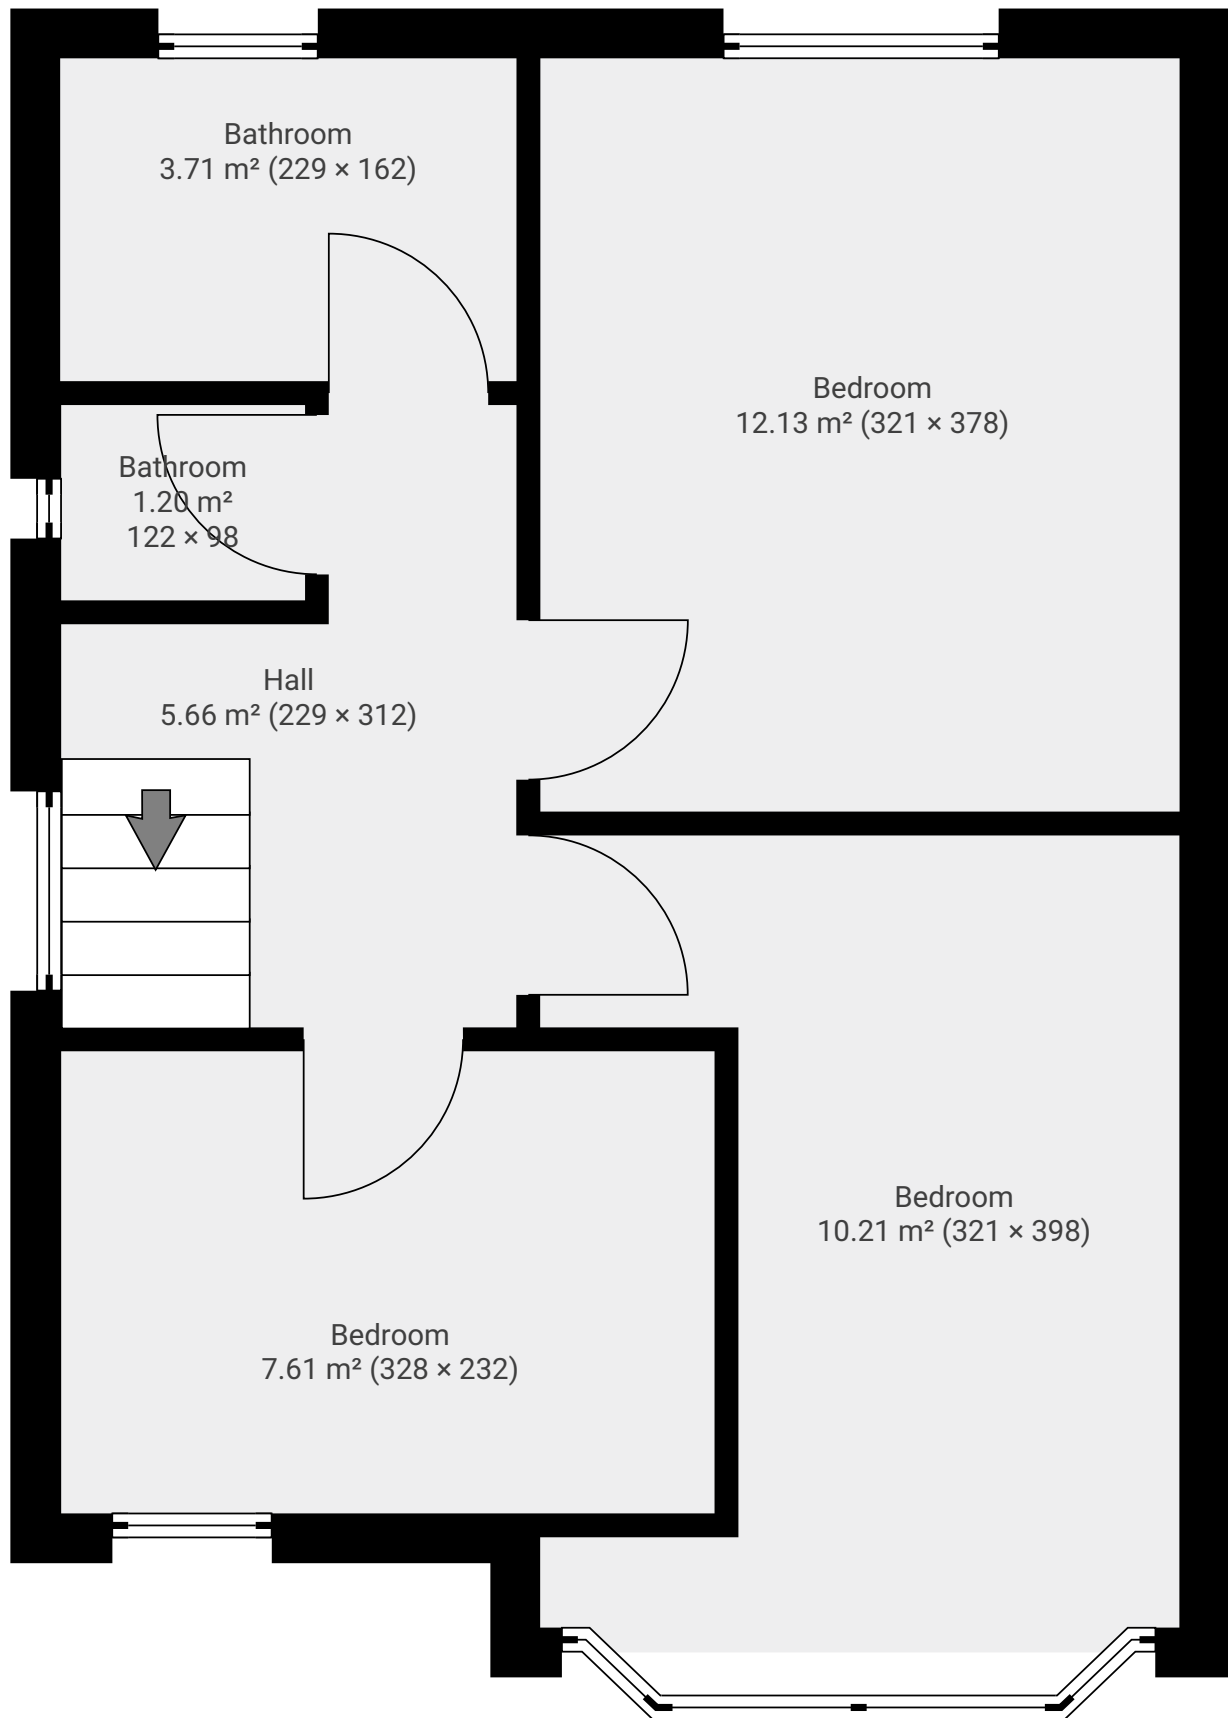 Bathroom
3.71 m² (229 × 162)
Bedroom
12.13 m² (321 × 378)
Bathroom
1.20 m²
122 × 98
Hall
5.66 m² (229 × 312)
Bedroom
10.21 m² (321 × 398)
Bedroom
7.61 m² (328 × 232)